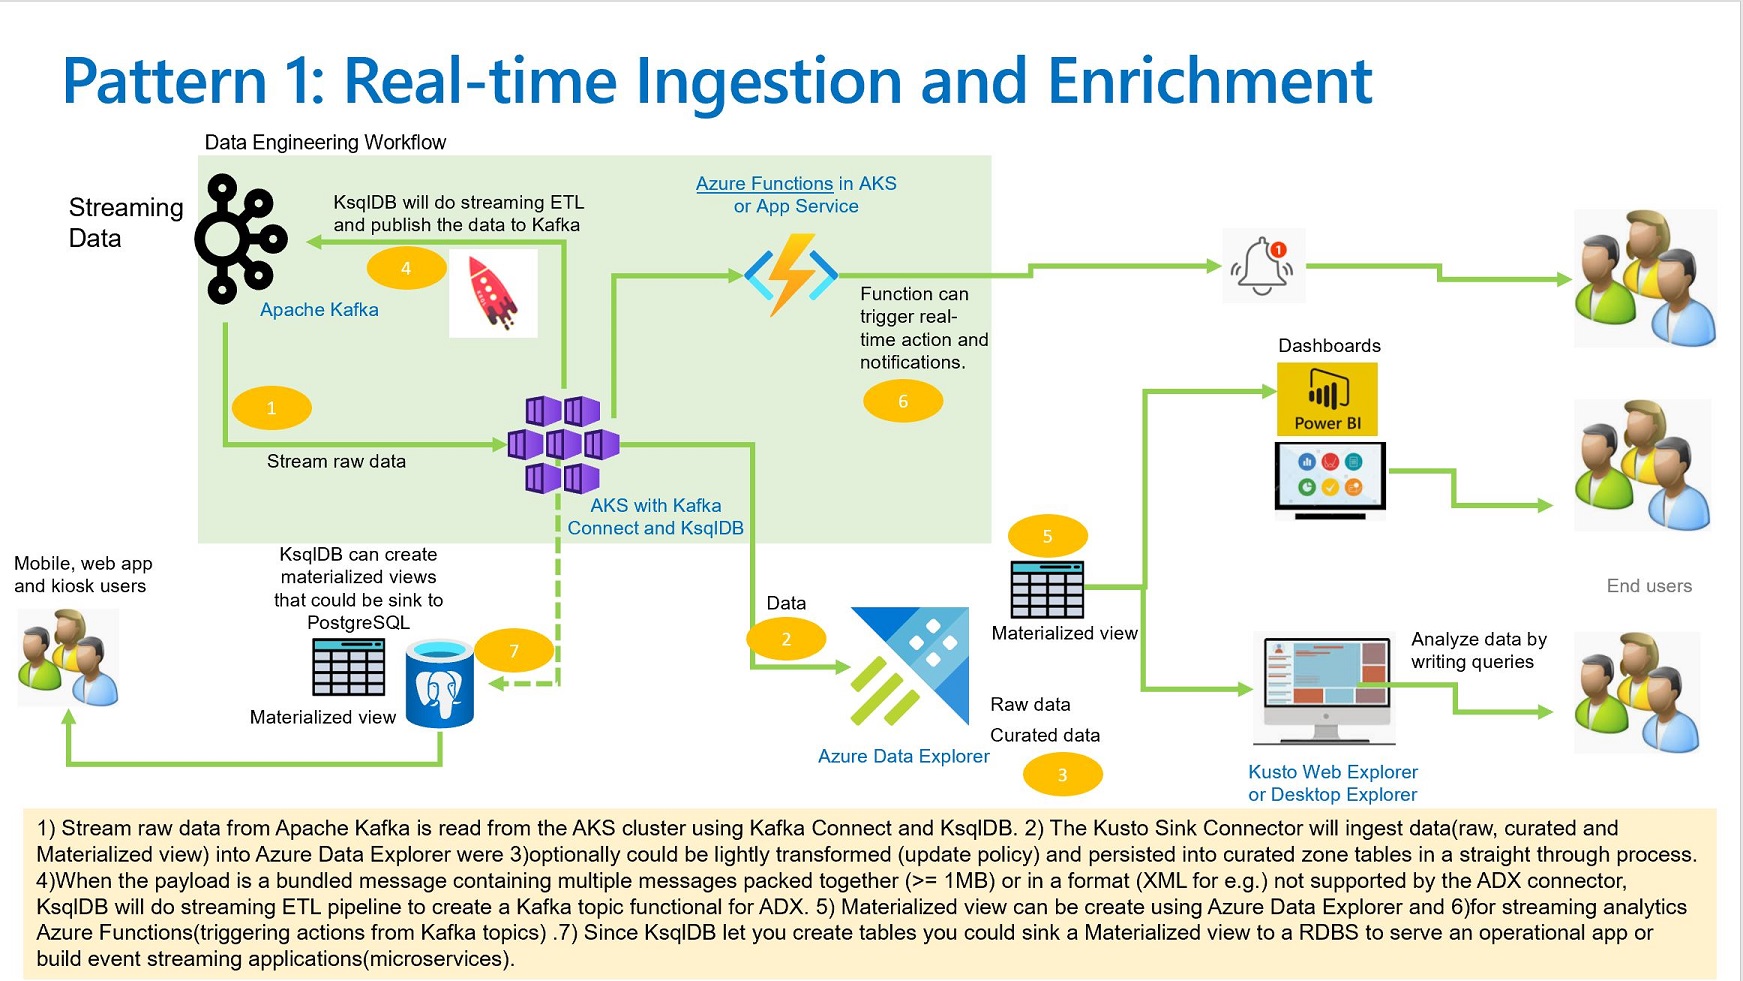 Pattern 1: Real-time Ingestion and Enrichment
Data Engineering Workflow
Streaming
Data
KsqlDB will do streaming ETL
and publish the data to Kafka
4
Apache Kafka
1
Stream raw data
AKS with Kafka
Connect and KsqlDB
Azure Functions in AKS
or App Service
Function can
trigger real-
time action and
notifications.
6
1
Dashboards
Power BI
5
Materialized view
End users
Mobile, web app
and kiosk users
KsqlDB can create
materialized views
that could be sink to
PostgreSQL
7
Materialized view
Data
2
Azure Data Explorer
Raw data
Curated data
3
Analyze data by
writing queries
Kusto Web Explorer
or Desktop Explorer
1) Stream raw data from Apache Kafka is read from the AKS cluster using Kafka Connect and KsqlDB. 2) The Kusto Sink Connector will ingest data(raw, curated and
Materialized view) into Azure Data Explorer were 3)optionally could be lightly transformed (update policy) and persisted into curated zone tables in a straight through process.
4)When the payload is a bundled message containing multiple messages packed together (>= 1MB) or in a format (XML for e.g.) not supported by the ADX connector,
KsqlDB will do streaming ETL pipeline to create a Kafka topic functional for ADX. 5) Materialized view can be create using Azure Data Explorer and 6)for streaming analytics
Azure Functions(triggering actions from Kafka topics) .7) Since KsqlDB let you create tables you could sink a Materialized view to a RDBS to serve an operational app or
build event streaming applications(microservices).